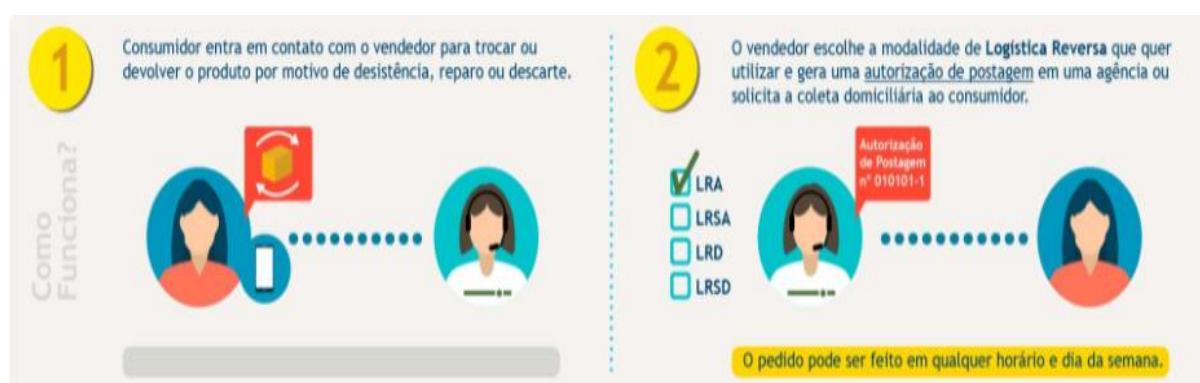 1
Consumidor entra em contato com o vendedor para trocar ou
devolver o produto por motivo de desistência, reparo ou descarte.
Como
Funciona?
2
O vendedor escolhe a modalidade de Logística Reversa que quer
utilizar e gera uma autorização de postagem em uma agência ou
solicita a coleta domiciliária ao consumidor.
Autorização
de Postagem
nº 010101-1
LRA
LRSA
LRD
LRSD
O pedido pode ser feito em qualquer horário e dia da semana.